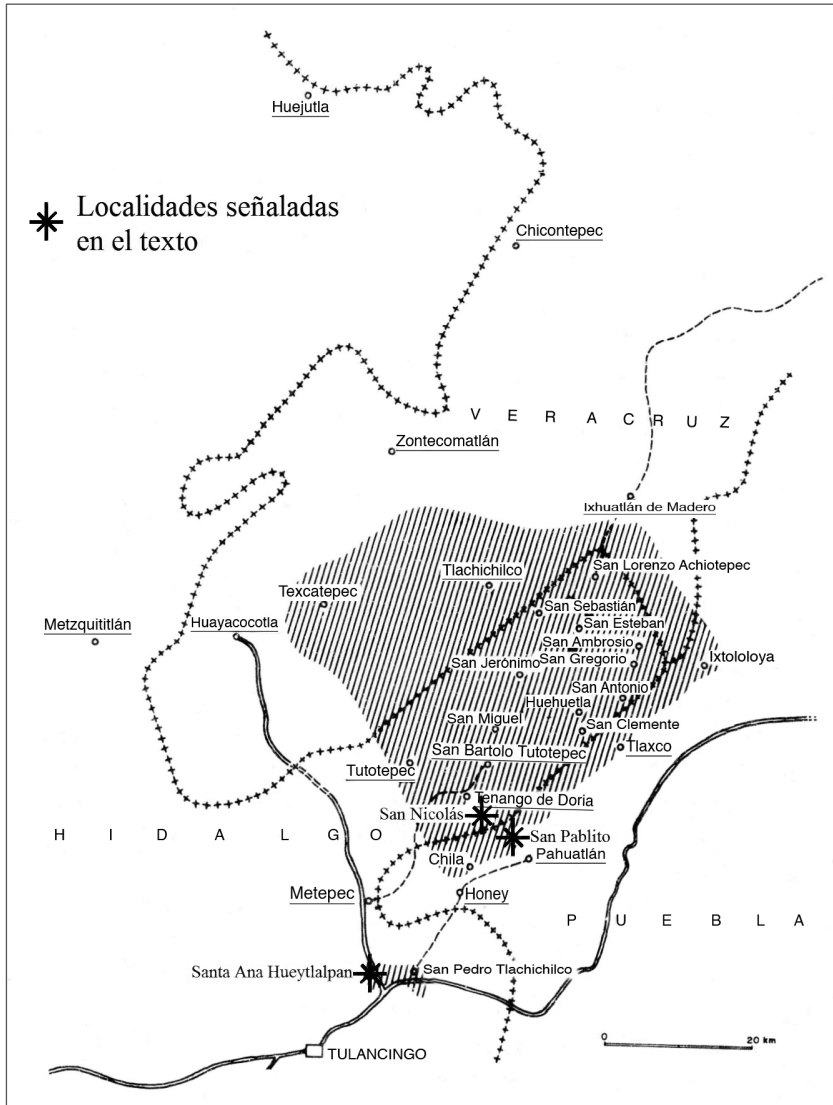 Huejutla
Localidades señaladas
en el texto
Chicontepec
V E R A C R U Z
Zontecomatlán
Ixhuatlán de Madero
San Lorenzo Achiotepec
Tlachichilco
Texcatepec
San Sebastián
Metzquititlán
Huayacocotla
San Esteban
San Ambrosio
San Jerónimo
San Gregorio
Ixtololoya
San Antonio
Huehuetla
San Miguel
San Clemente
San Bartolo Tutotepec
Tlaxco
Tutotepec
Tenango de Doria
San Nicolás
H I D A L G O
San Pablito
Chila
Pahuatlán
Metepec
Honey
P U E B L A
Santa Ana Hueytlalpan
San Pedro Tlachichilco
0
20 km
TULANCINGO